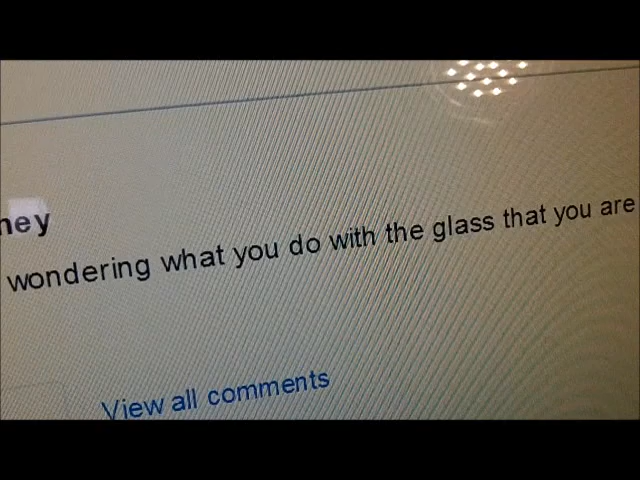 ney
wondering what you do with the glass that you are
View all comments